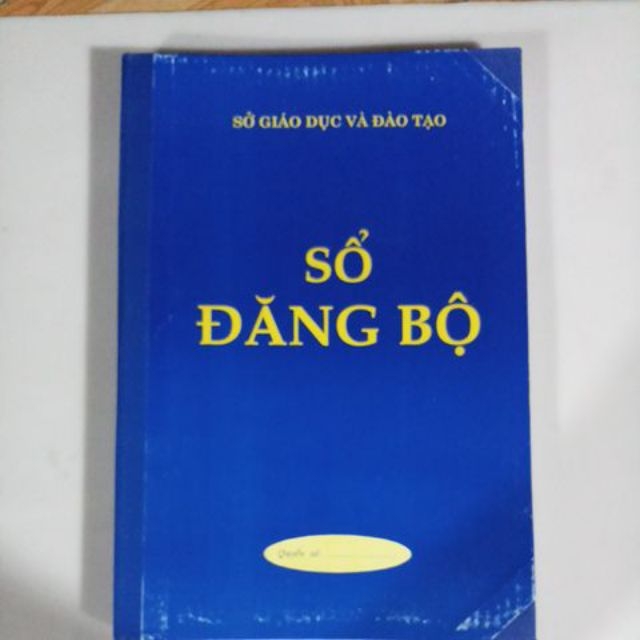 SỞ GIÁO DỤC VÀ ĐÀO TẠO
SỔ
ĐĂNG BỘ
Quyển số: